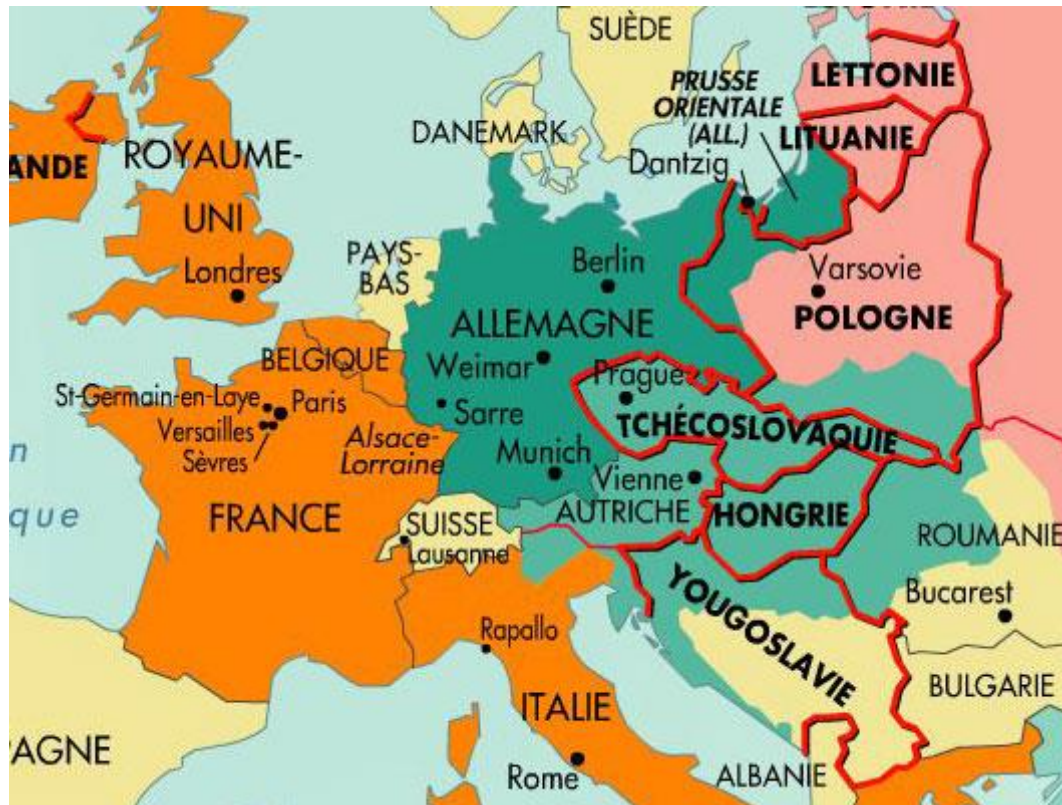 SUÈDE
LETTONIE
PRUSSE
ORIENTALE
(ALL.)
DANEMARK
LITUANIE
Dantzig
ANDE
ROYAUME-
UNI
Londres
PAYS-
BAS
Berlin
Varsovie
POLOGNE
ALLEMAGNE
BELGIQUE
Weimar
Prague
St-Germain-en-Laye
Paris
Sarre
Versailles
Sèvres
Alsace-
Lorraine
TCHÉCOSLOVAQUIE
Munich
Vienne
AUTRICHE
HONGRIE
n
que
FRANCE
SUISSE
Lausanne
ROUMANIE
YOUGOSLAVIE
Bucarest
Rapallo
ITALIE
BULGARIE
PAGNE
Rome
ALBANIE